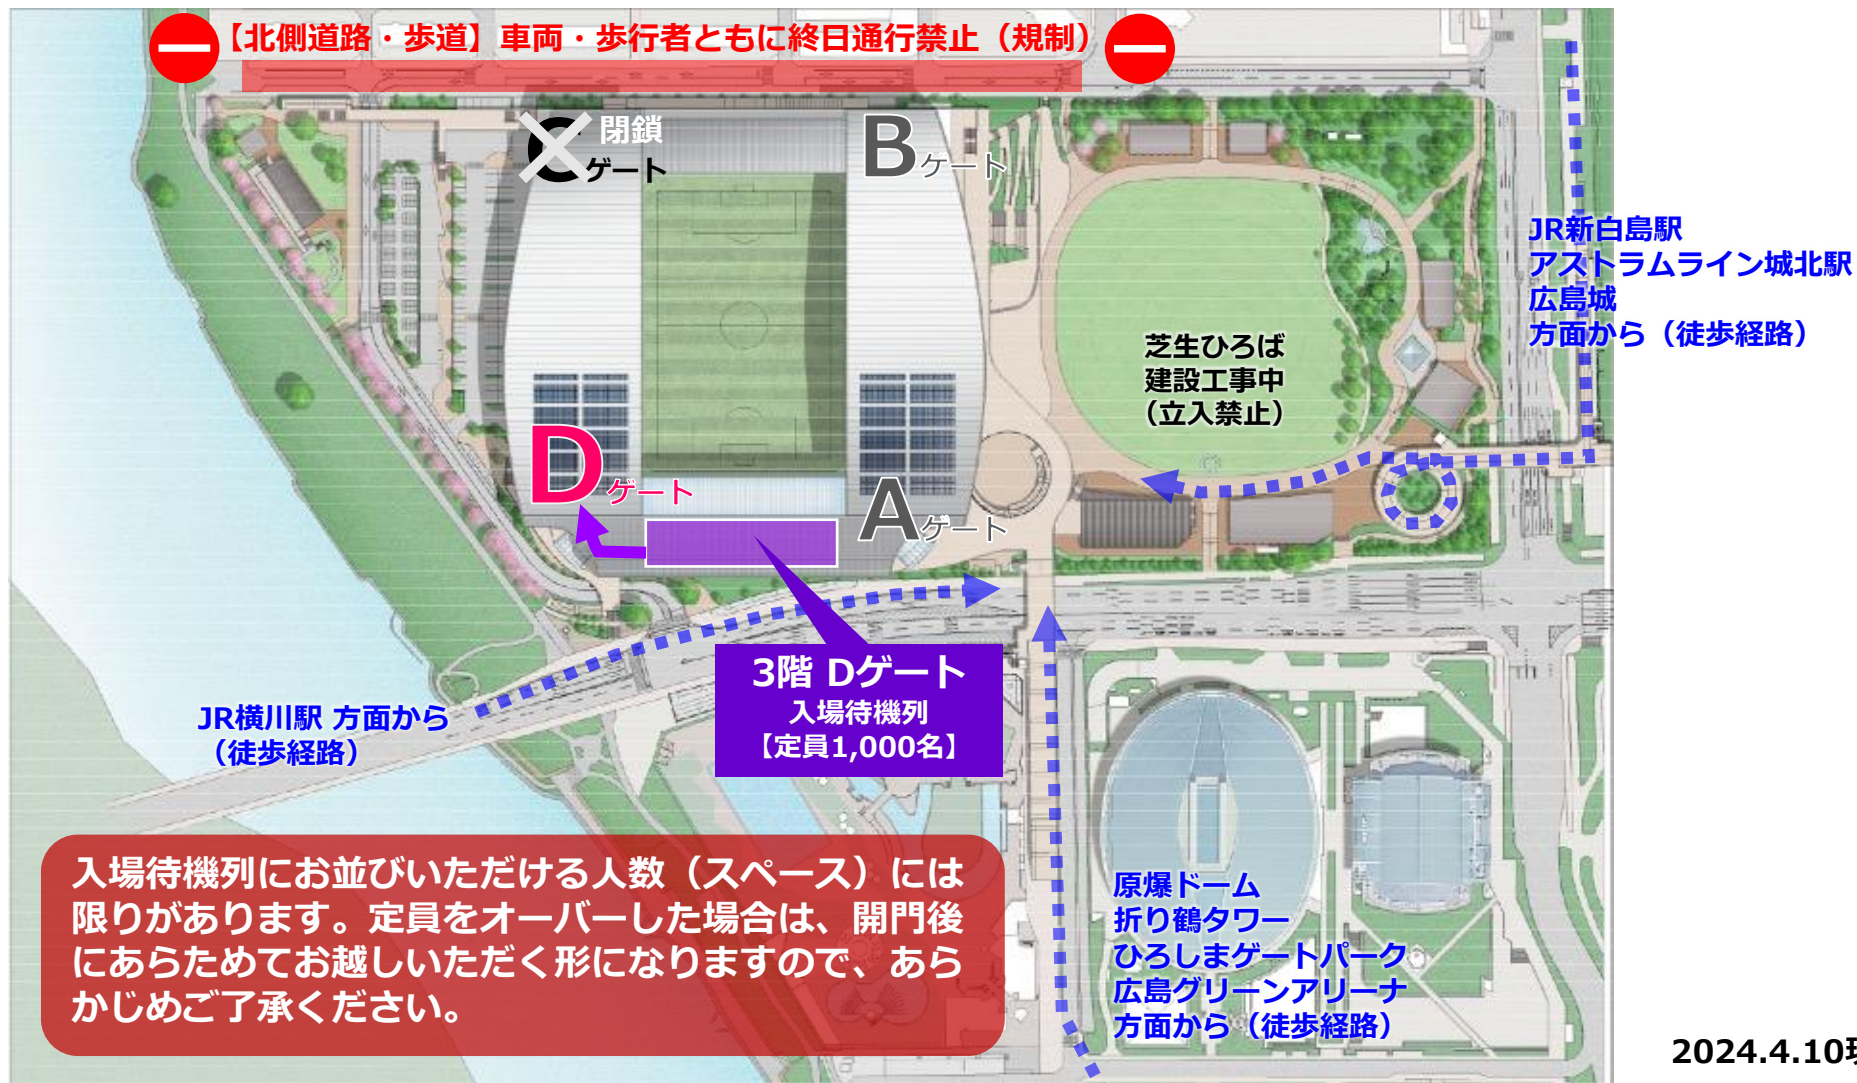 【北側道路・歩道】車両・歩行者ともに終日通行禁止（規制）
C 閉鎖
ゲート
Bゲート
JR新白島駅
アストラムライン城北駅
広島城
方面から（徒歩経路）
芝生ひろば
建設工事中
（立入禁止）
Dゲート
Aゲート
3階 Dゲート
入場待機列
【定員1,000名】
JR横川駅 方面から
（徒歩経路）
入場待機列にお並びいただける人数（スペース）には
限りがあります。定員をオーバーした場合は、開門後
にあらためてお越しいただく形になりますので、あら
かじめご了承ください。
原爆ドーム
折り鶴タワー
ひろしまゲートパーク
広島グリーンアリーナ
方面から（徒歩経路）
2024.4.10